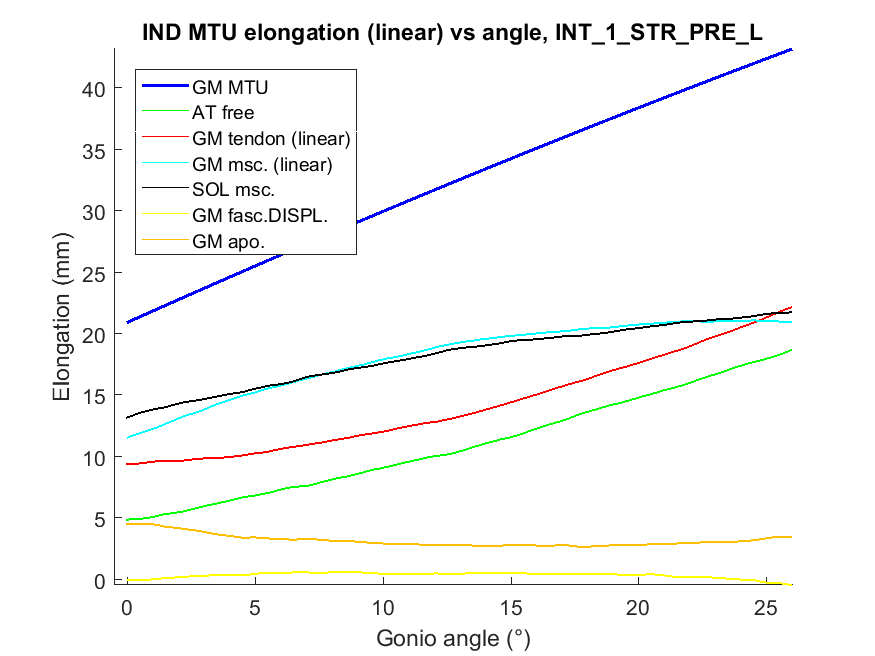 IND MTU elongation (linear) vs angle, INT_1_STR_PRE_L
GM MTU
AT free
GM tendon (linear)
GM msc. (linear)
SOL msc.
GM fasc.DISPL.
GM apo.
Elongation (mm)
40
35
30
25
20
15
10
5
0
0 5 10 15 20 25
Gonio angle (°)